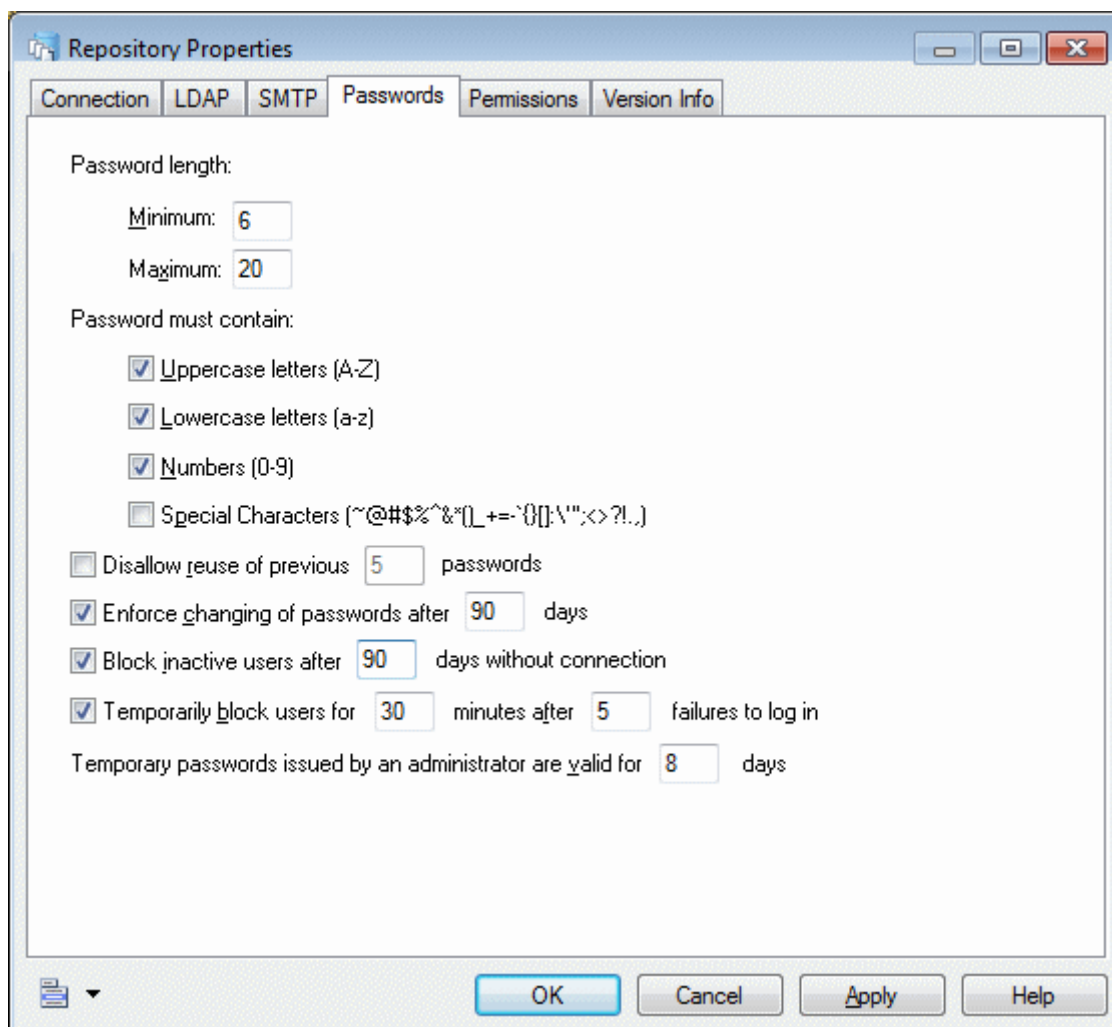 Repository Properties
Connection LDAP SMTP Passwords Permissions Version Info
Password length:
Minimum: 6
Maximum: 20
Password must contain:
Uppercase letters (A-Z)
Lowercase letters (a-z)
Numbers (0-9)
Special Characters (~@#$%^&*()_+=-`{}[]:\'";<>?!.,)
Disallow reuse of previous 5 passwords
Enforce changing of passwords after 90 days
Block inactive users after 90 days without connection
Temporarily block users for 30 minutes after 5 failures to log in
Temporary passwords issued by an administrator are valid for 8 days
OK Cancel Apply Help